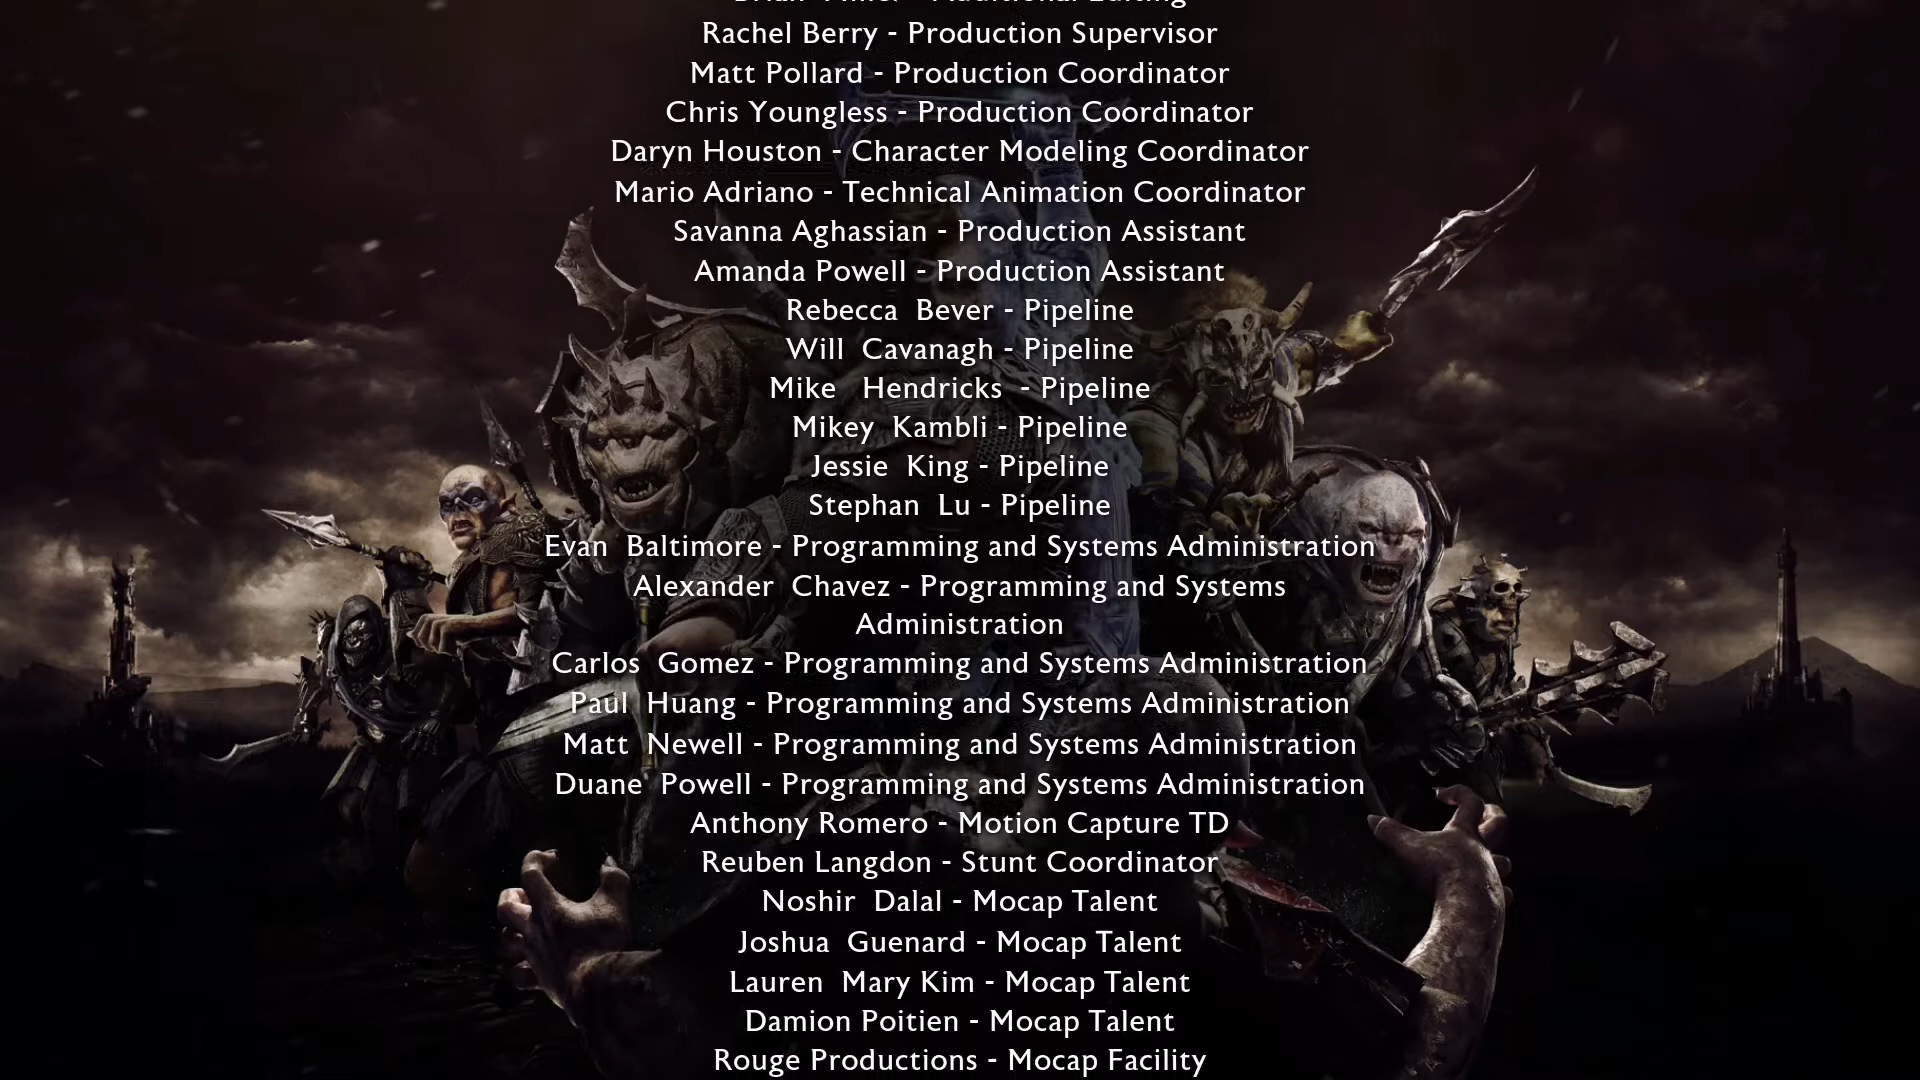 Rachel Berry - Production Supervisor
Matt Pollard - Production Coordinator
Chris Youngless - Production Coordinator
Daryn Houston - Character Modeling Coordinator
Mario Adriano - Technical Animation Coordinator
Savanna Aghassian - Production Assistant
Amanda Powell - Production Assistant
Rebecca  Bever - Pipeline
Will  Cavanagh - Pipeline
Mike   Hendricks  - Pipeline
Mikey  Kambli - Pipeline
Jessie  King - Pipeline
Stephan  Lu - Pipeline
Evan  Baltimore - Programming and Systems Administration
Alexander  Chavez - Programming and Systems
Administration
Carlos  Gomez - Programming and Systems Administration
Paul  Huang - Programming and Systems Administration
Matt  Newell - Programming and Systems Administration
Duane  Powell - Programming and Systems Administration
Anthony Romero - Motion Capture TD
Reuben Langdon - Stunt Coordinator
Noshir  Dalal - Mocap Talent
Joshua  Guenard - Mocap Talent
Lauren  Mary Kim - Mocap Talent
Damion Poitien - Mocap Talent
Rouge Productions - Mocap Facility